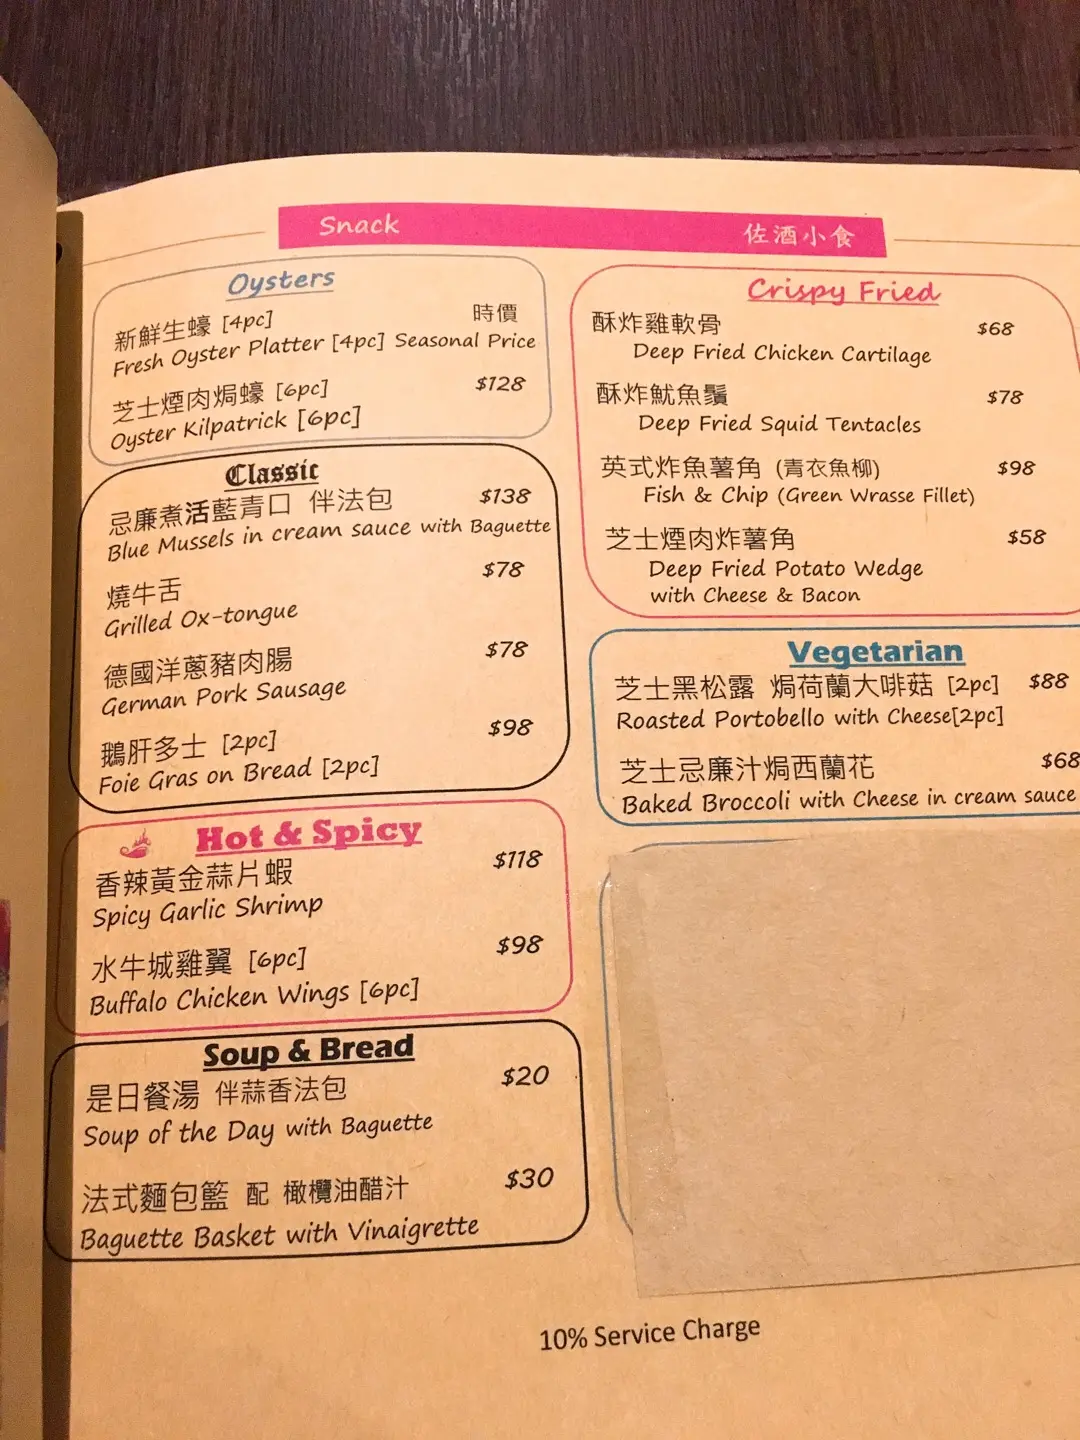 Snack 佐酒小食
Oysters
新鮮生蠔 [4pc] 時價
Fresh Oyster Platter [4pc] Seasonal Price
芝士煙肉焗蠔 [6pc] $128
Oyster Kilpatrick [6pc]
Classic
忌廉煮活藍青口 伴法包 $138
Blue Mussels in cream sauce with Baguette
燒牛舌 $78
Grilled Ox-tongue
德國洋蔥豬肉腸 $78
German Pork Sausage
鵝肝多士 [2pc] $98
Foie Gras on Bread [2pc]
Hot & Spicy
香辣黃金蒜片蝦 $118
Spicy Garlic Shrimp
水牛城雞翼 [6pc] $98
Buffalo Chicken Wings [6pc]
Soup & Bread
是日餐湯 伴蒜香法包 $20
Soup of the Day with Baguette
法式麵包籃 配 橄欖油醋汁 $30
Baguette Basket with Vinaigrette
Crispy Fried
酥炸雞軟骨 $68
Deep Fried Chicken Cartilage
酥炸魷魚鬚 $78
Deep Fried Squid Tentacles
英式炸魚薯角 (青衣魚柳) $98
Fish & Chip (Green Wrasse Fillet)
芝士煙肉炸薯角 $58
Deep Fried Potato Wedge
with Cheese & Bacon
Vegetarian
芝士黑松露 焗荷蘭大啡菇 [2pc] $88
Roasted Portobello with Cheese[2pc]
芝士忌廉汁焗西蘭花 $68
Baked Broccoli with Cheese in cream sauce
10% Service Charge